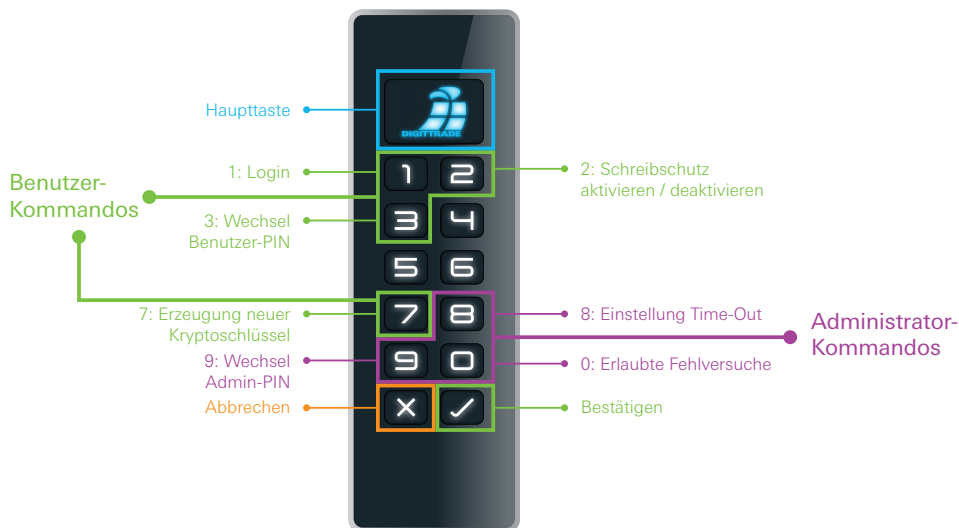 DIGITTRADE
Haupttaste
1: Login
2: Schreibschutz
aktivieren / deaktivieren
Benutzer-
Kommandos
3: Wechsel
Benutzer-PIN
1 2
3 4
5 6
7 8
9 0
7: Erzeugung neuer
Kryptoschlüssel
8: Einstellung Time-Out
Administrator-
Kommandos
9: Wechsel
Admin-PIN
0: Erlaubte Fehlversuche
Abbrechen
Bestätigen